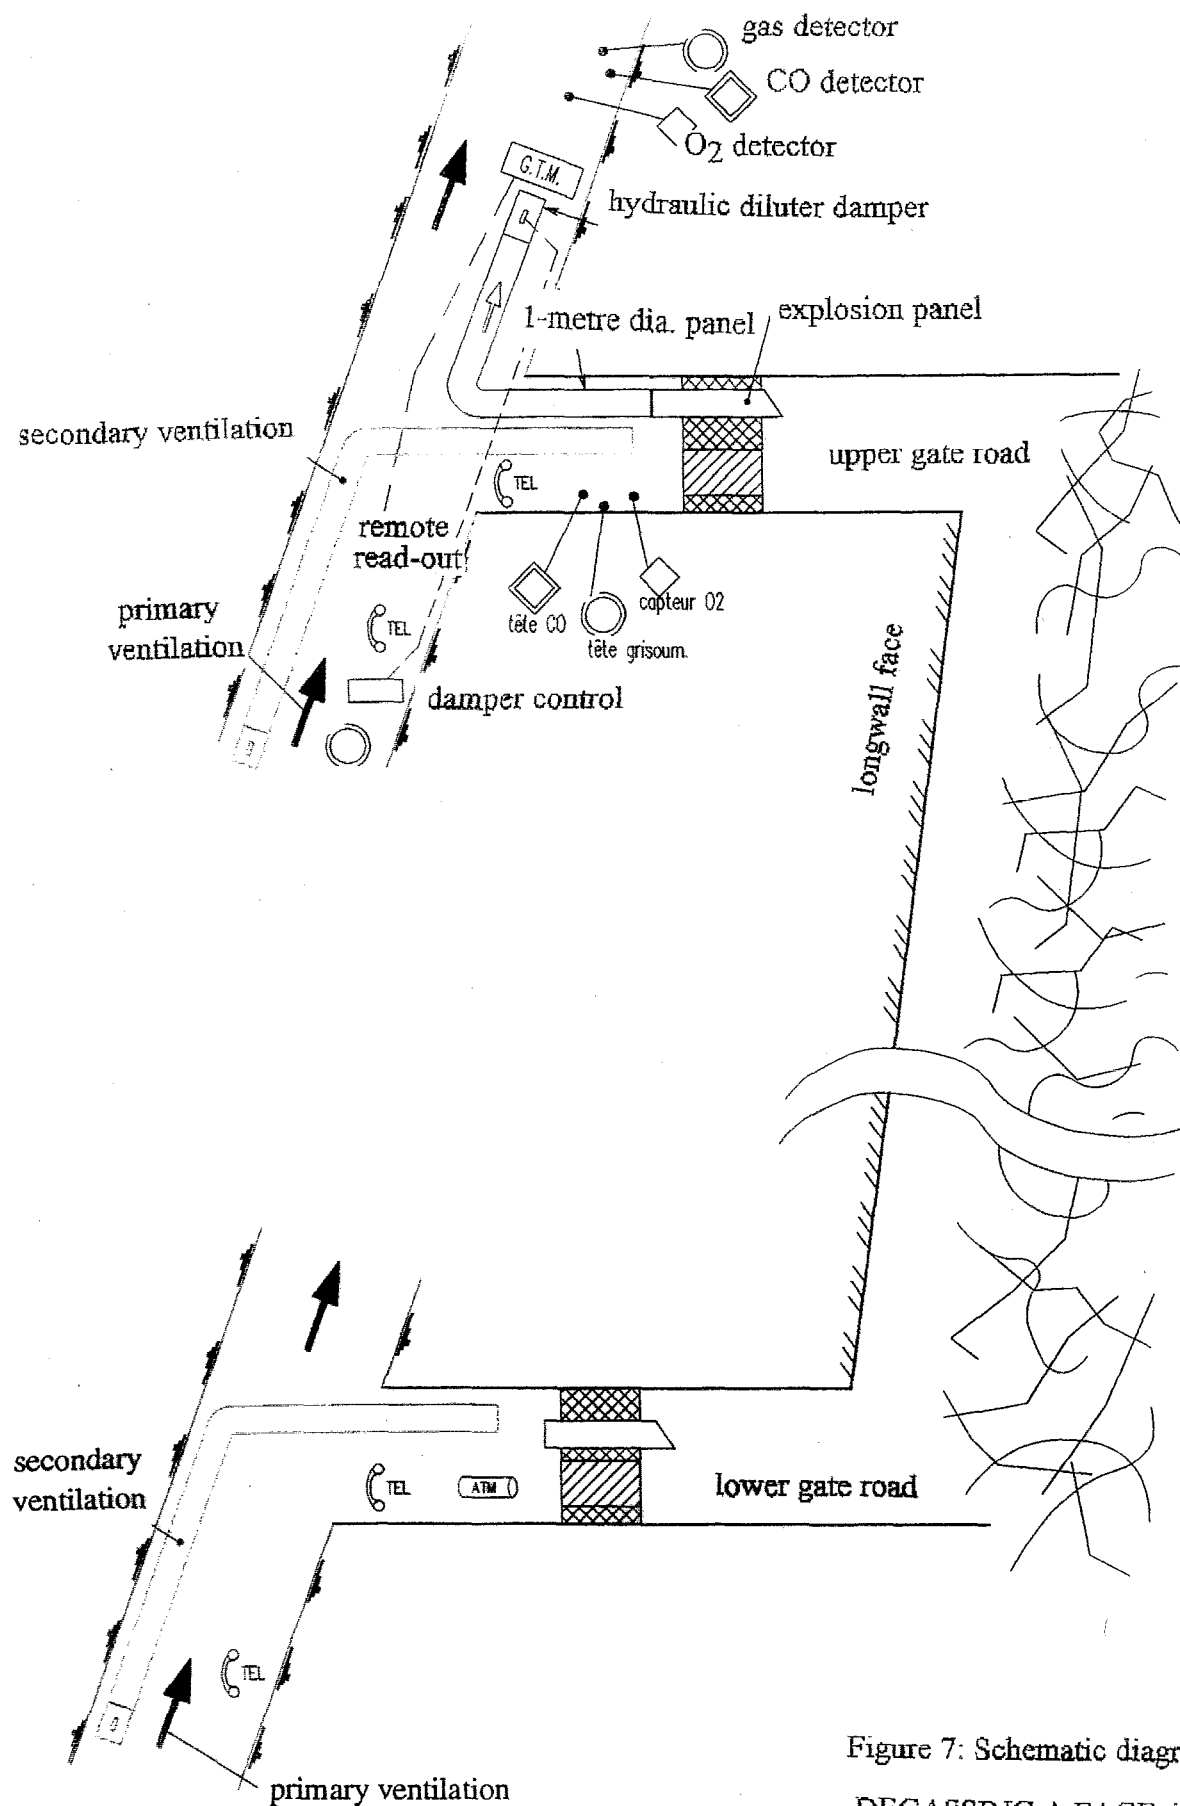 gas detector
CO detector
O2 detector
G.T.M.
hydraulic diluter damper
1-metre dia. panel
explosion panel
secondary ventilation
upper gate road
TEL
remote
read-out
tête CO
capteur O2
tête grisoum.
primary
ventilation
TEL
damper control
longwall face
secondary
ventilation
TEL
ATM
lower gate road
TEL
primary ventilation
Figure 7: Schematic diagr
DEGASSING A FACE